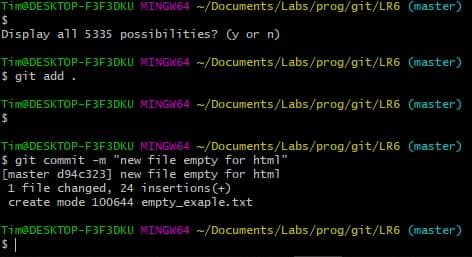 Tim@DESKTOP-F3F3DKU MINGW64 ~/Documents/Labs/prog/git/LR6 (master)
$
Display all 5335 possibilities? (y or n)
Tim@DESKTOP-F3F3DKU MINGW64 ~/Documents/Labs/prog/git/LR6 (master)
$ git add .
Tim@DESKTOP-F3F3DKU MINGW64 ~/Documents/Labs/prog/git/LR6 (master)
$
Tim@DESKTOP-F3F3DKU MINGW64 ~/Documents/Labs/prog/git/LR6 (master)
$ git commit -m "new file empty for html"
[master d94c323] new file empty for html
1 file changed, 24 insertions(+)
create mode 100644 empty_exaple.txt
Tim@DESKTOP-F3F3DKU MINGW64 ~/Documents/Labs/prog/git/LR6 (master)
$